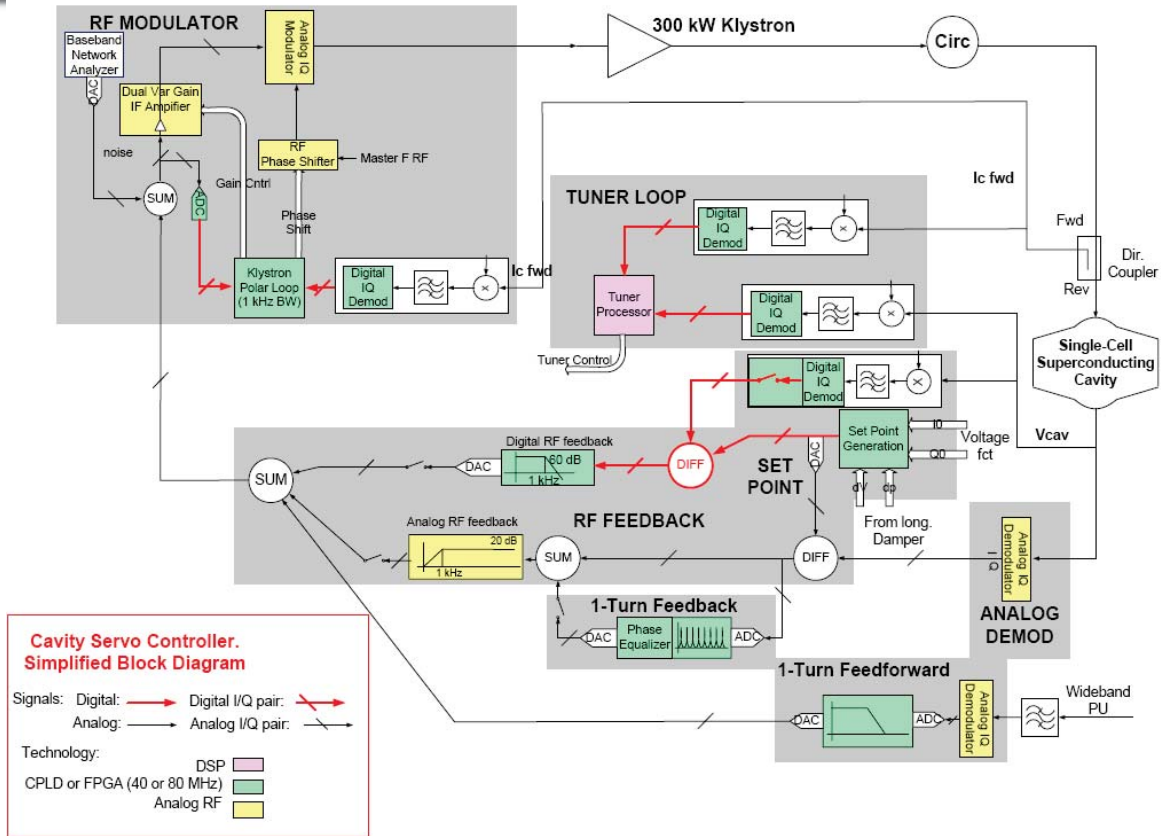 RF MODULATOR
Baseband
Network
Analyzer
DAC
Dual Var Gain
IF Ampifier
Analog IQ
Modulator
300 kW Klystron
Circ
noise
SUM
ADC
Gain Cntrl
RF
Phase Shifter
Master F RF
Phase
Shift
Klystron
Polar Loop
(1 kHz BW)
Digital
IQ
Demod
X
Ic fwd
TUNER LOOP
Digital
IQ
Demod
X
Ic fwd
Fwd
Dir.
Coupler
Rev
Tuner
Processor
Digital
IQ
Demod
X
Tuner Control
Single-Cell
Superconducting
Cavity
Digital
IQ
Demod
X
Vcav
Set Point
Generation
I0
Q0
Voltage
fct
dV
dp
From long.
Damper
DAC
SET
POINT
DIFF
Digital RF feedback
60 dB
1 kHz
DAC
SUM
RF FEEDBACK
Analog RF feedback
20 dB
1 kHz
SUM
DIFF
Analog IQ
Demodulator
I Q
ANALOG
DEMOD
1-Turn Feedback
DAC
Phase
Equalizer
ADC
1-Turn Feedforward
DAC
ADC
Analog IQ
Demodulator
Wideband
PU
Cavity Servo Controller.
Simplified Block Diagram
Signals: Digital: Digital I/Q pair:
Analog: Analog I/Q pair:
Technology:
DSP
CPLD or FPGA (40 or 80 MHz)
Analog RF